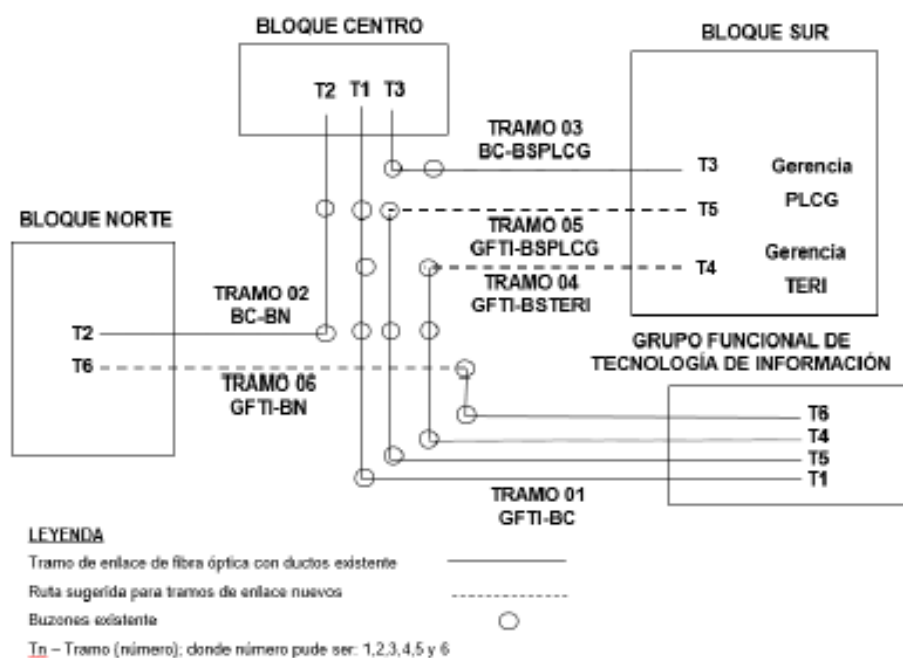 BLOQUE CENTRO
T2 T1 T3
BLOQUE SUR
TRAMO 03
BC-BSPLCG
T3
Gerencia
PLCG
T5
TRAMO 05
GFTI-BSPLCG
Gerencia
TERI
T4
TRAMO 04
GFTI-BSTERI
BLOQUE NORTE
TRAMO 02
BC-BN
T2
T6
TRAMO 06
GFTI-BN
GRUPO FUNCIONAL DE
TECNOLOGÍA DE INFORMACIÓN
T6
T4
T5
T1
TRAMO 01
GFTI-BC
LEYENDA
Tramo de enlace de fibra óptica con ductos existente
Ruta sugerida para tramos de enlace nuevos
Buzones existente
Tn – Tramo (número); donde número pude ser: 1,2,3,4,5 y 6